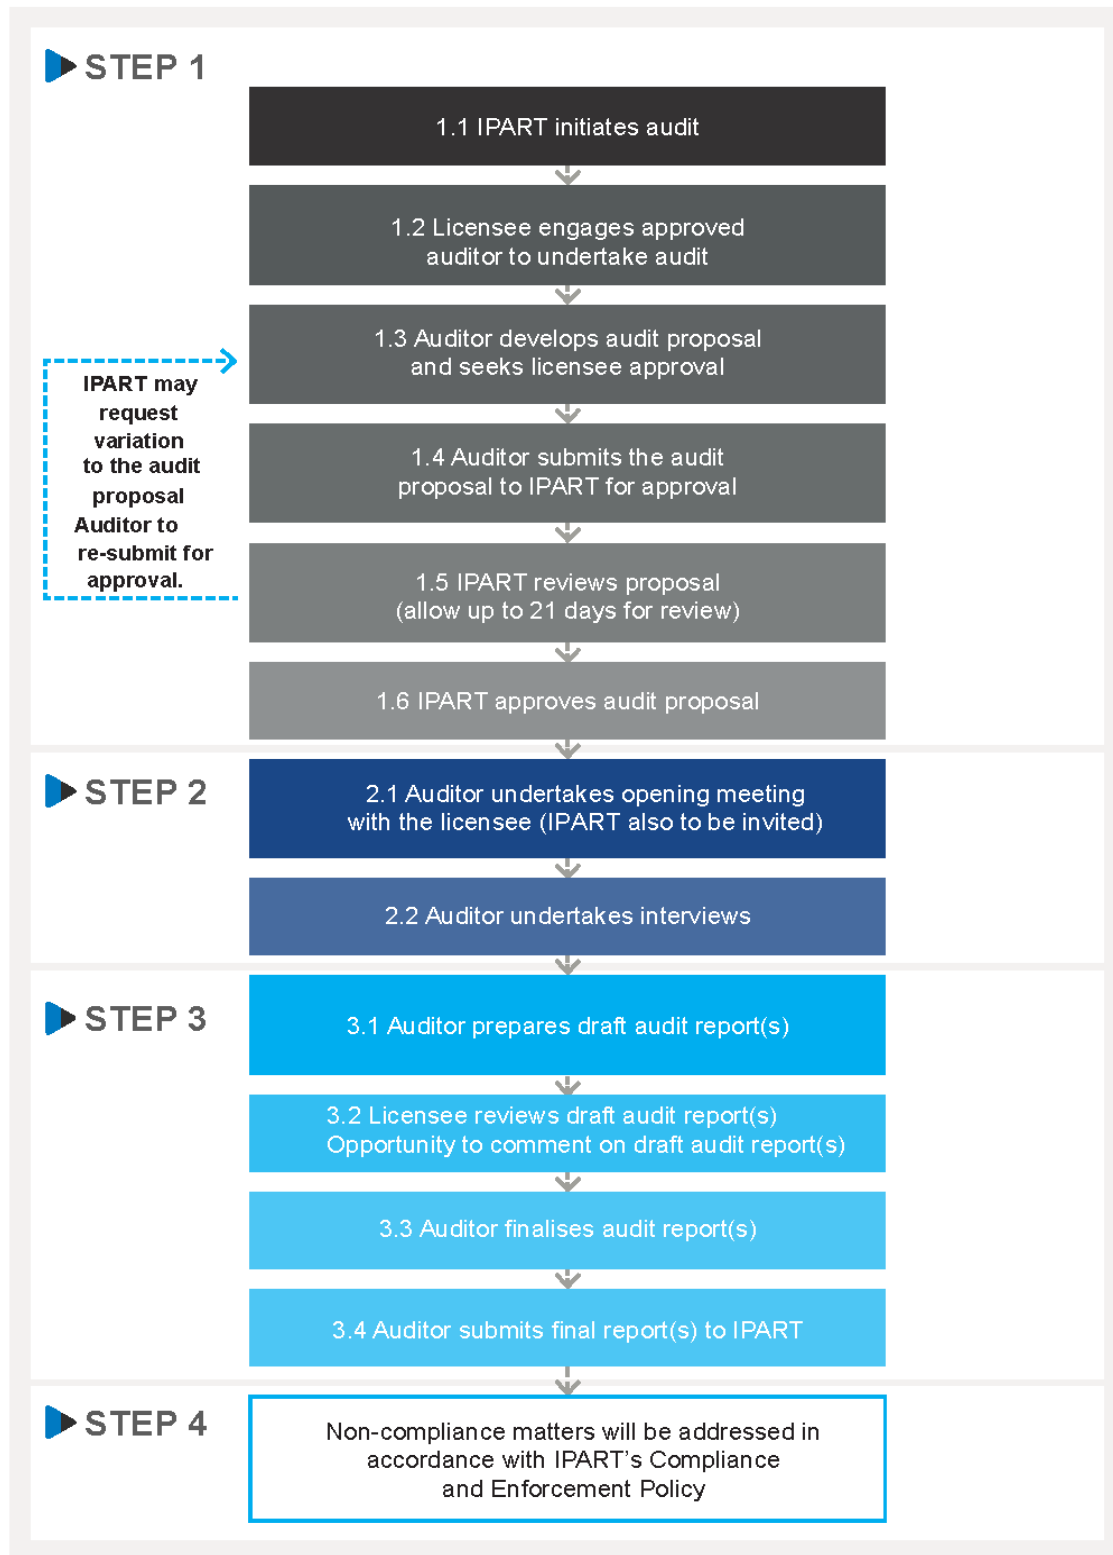 STEP 1
1.1 IPART initiates audit
1.2 Licensee engages approved
auditor to undertake audit
1.3 Auditor develops audit proposal
and seeks licensee approval
IPART may
request
variation
to the audit
proposal
Auditor to
re-submit for
approval.
1.4 Auditor submits the audit
proposal to IPART for approval
1.5 IPART reviews proposal
(allow up to 21 days for review)
1.6 IPART approves audit proposal
STEP 2
2.1 Auditor undertakes opening meeting
with the licensee (IPART also to be invited)
2.2 Auditor undertakes interviews
STEP 3
3.1 Auditor prepares draft audit report(s)
3.2 Licensee reviews draft audit report(s)
Opportunity to comment on draft audit report(s)
3.3 Auditor finalises audit report(s)
3.4 Auditor submits final report(s) to IPART
STEP 4
Non-compliance matters will be addressed in
accordance with IPART’s Compliance
and Enforcement Policy